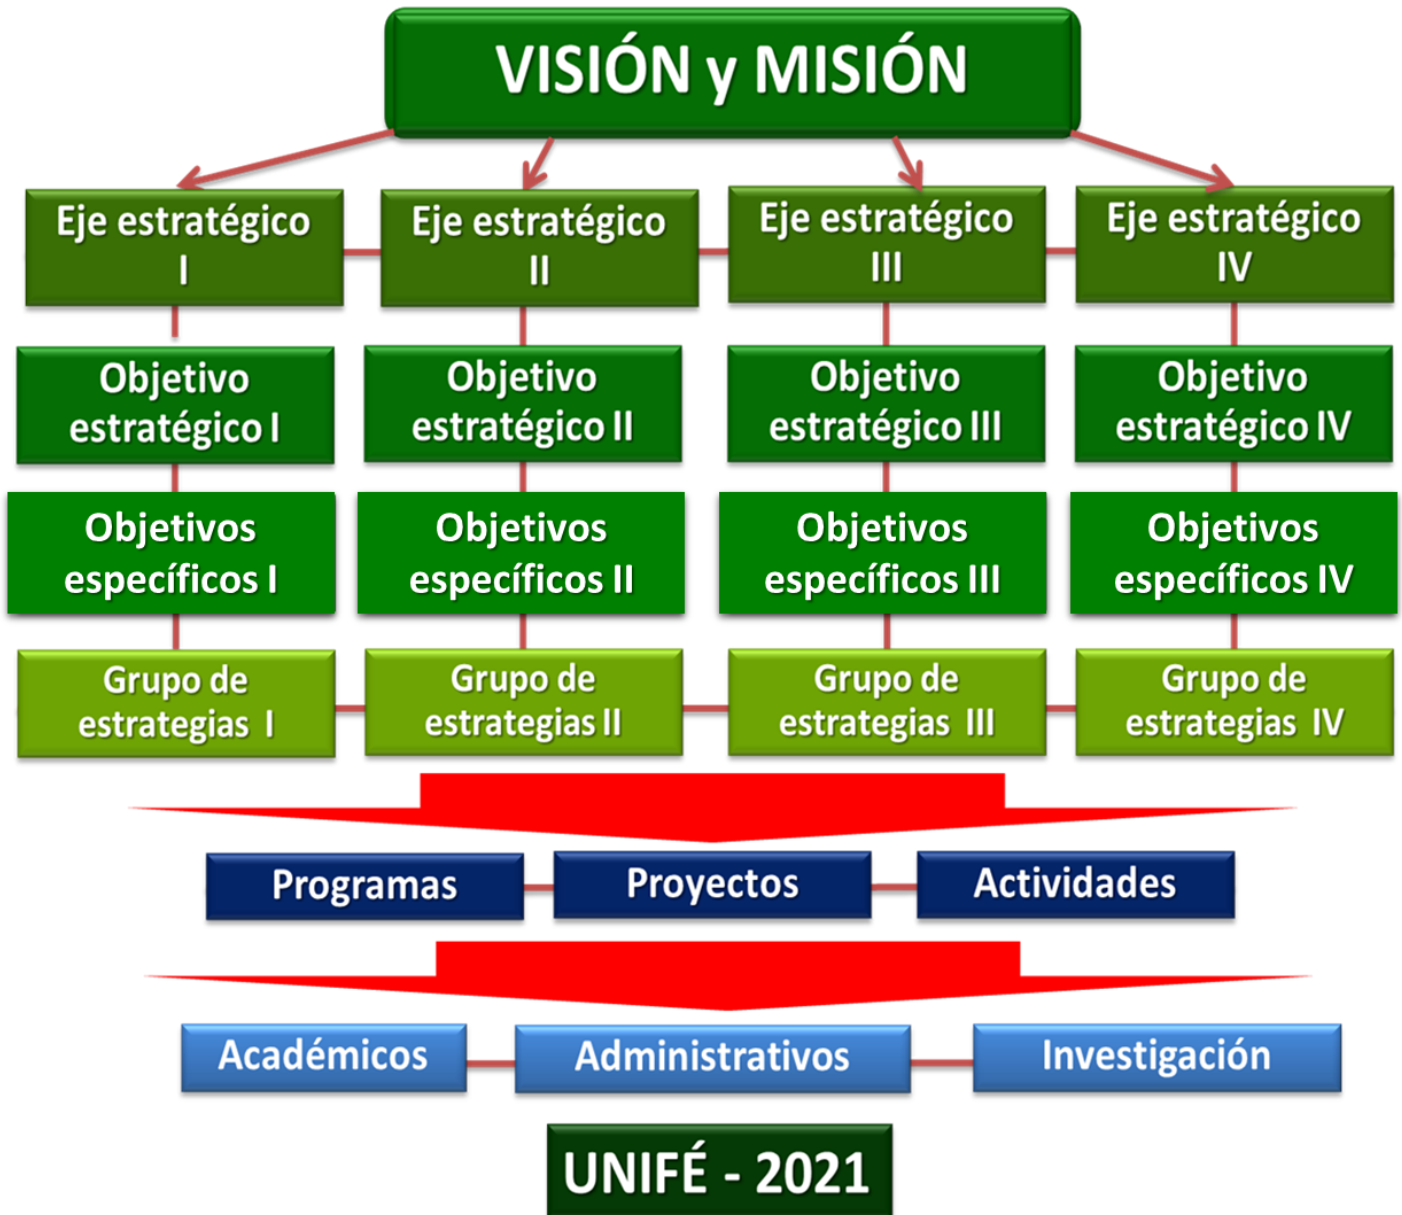 VISIÓN y MISIÓN
Eje estratégico
I
Eje estratégico
II
Eje estratégico
III
Eje estratégico
IV
Objetivo
estratégico I
Objetivo
estratégico II
Objetivo
estratégico III
Objetivo
estratégico IV
Objetivos
específicos I
Objetivos
específicos II
Objetivos
específicos III
Objetivos
específicos IV
Grupo de
estrategias I
Grupo de
estrategias II
Grupo de
estrategias III
Grupo de
estrategias IV
Programas
Proyectos
Actividades
Académicos
Administrativos
Investigación
UNIFÉ - 2021